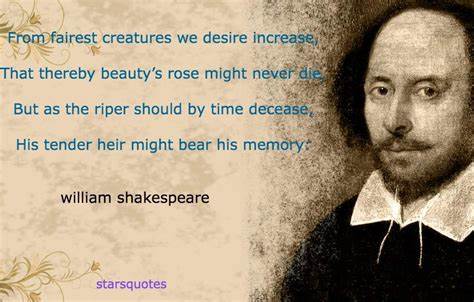 From fairest creatures we desire increase,
That thereby beauty's rose might never die,
But as the riper should by time decease,
His tender heir might bear his memory:
william shakespeare
starsquotes